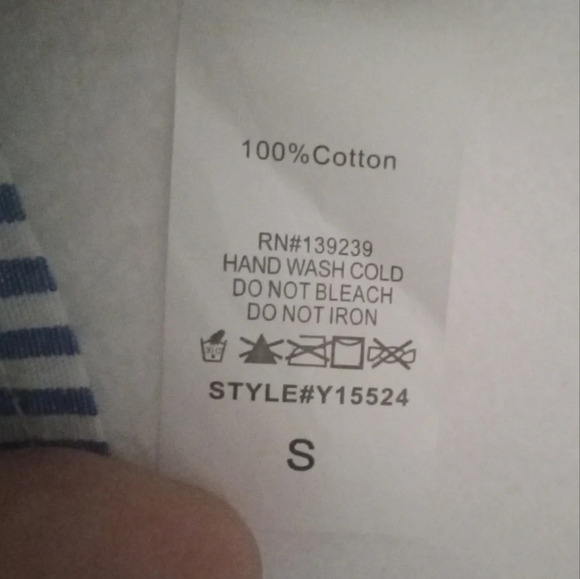 100%Cotton
RN#139239
HAND WASH COLD
DO NOT BLEACH
DO NOT IRON
STYLE#Y15524
S